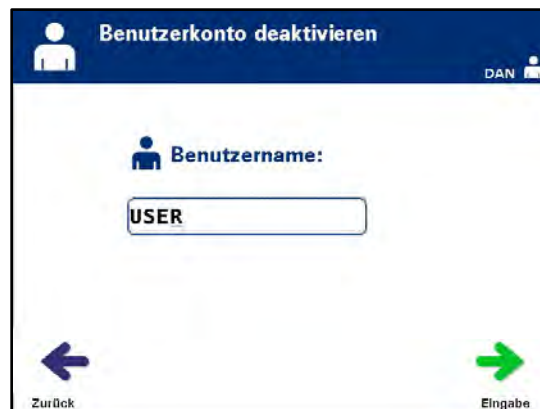 Benutzerkonto deaktivieren
DAN
Benutzername:
USER
Zurück
Eingabe